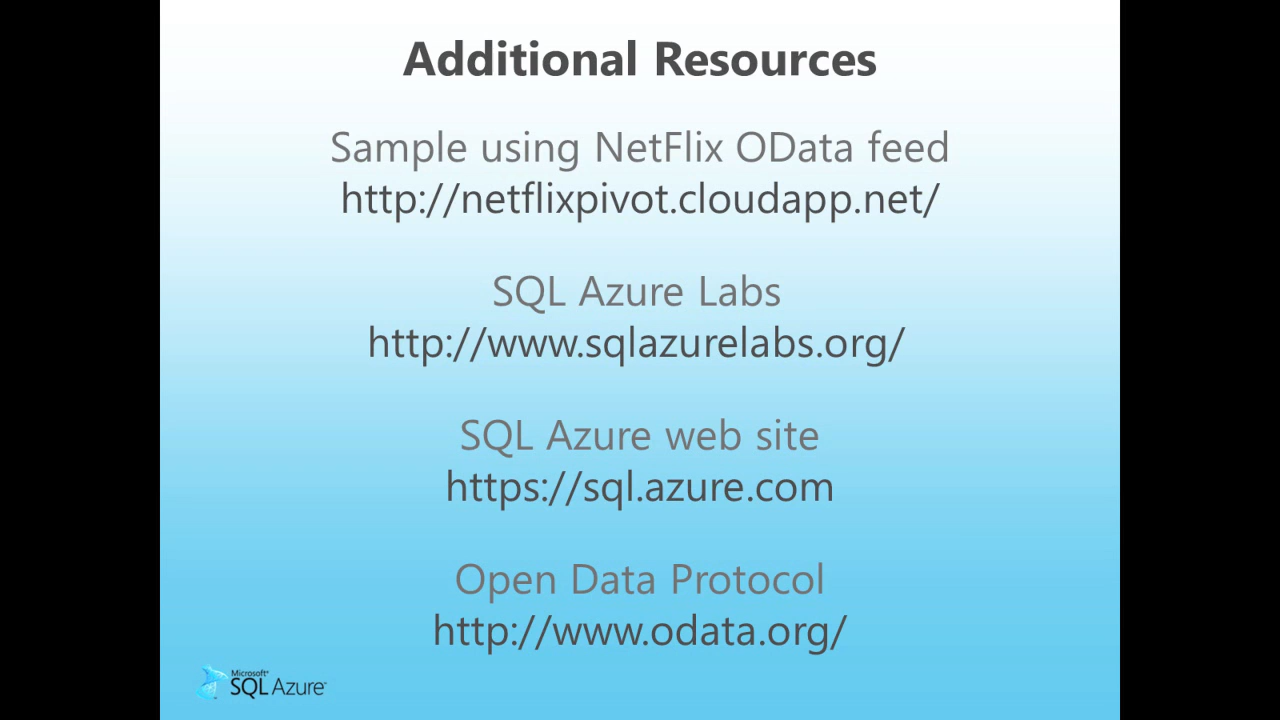 Additional Resources
Sample using NetFlix OData feed
http://netflixpivot.cloudapp.net/
SQL Azure Labs
http://www.sqlazurelabs.org/
SQL Azure web site
https://sql.azure.com
Open Data Protocol
http://www.odata.org/
Microsoft®
SQL Azure™